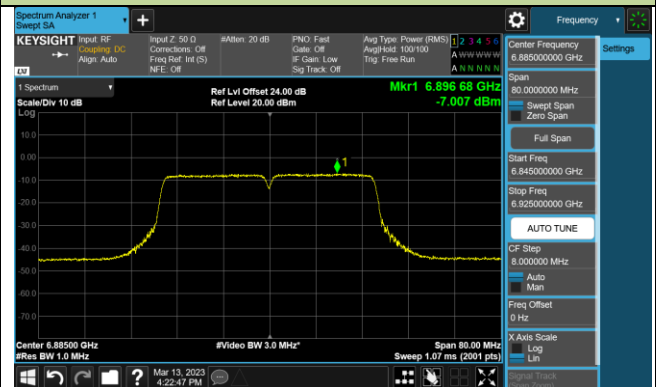 Spectrum Analyzer 1
Swept SA
Frequency
KEYSIGHT
Input: RF
Coupling: DC
Align: Auto
Input Z: 50 Ω
Corrections: Off
Freq Ref: Int (S)
NFE: Off
#Atten: 20 dB
PNO: Fast
Gate: Off
IF Gain: Low
Sig Track: Off
Avg Type: Power (RMS)
Avg|Hold: 100/100
Trig: Free Run
1 2 3 4 5 6
A W W W W W
A N N N N N
LXI
1 Spectrum
Scale/Div 10 dB
Log
Ref Lvl Offset 24.00 dB
Ref Level 20.00 dBm
Mkr1 6.896 68 GHz
-7.007 dBm
10.0
0.00
-10.0
-20.0
-30.0
-40.0
-50.0
-60.0
-70.0
1
Center 6.88500 GHz
#Res BW 1.0 MHz
#Video BW 3.0 MHz*
Span 80.00 MHz
Sweep 1.07 ms (2001 pts)
Center Frequency
6.885000000 GHz
Settings
Span
80.0000000 MHz
Swept Span
Zero Span
Full Span
Start Freq
6.845000000 GHz
Stop Freq
6.925000000 GHz
AUTO TUNE
CF Step
8.000000 MHz
Auto
Man
Freq Offset
0 Hz
X Axis Scale
Log
Lin
Signal Track
(Span Zoom)
Mar 13, 2023
4:22:47 PM